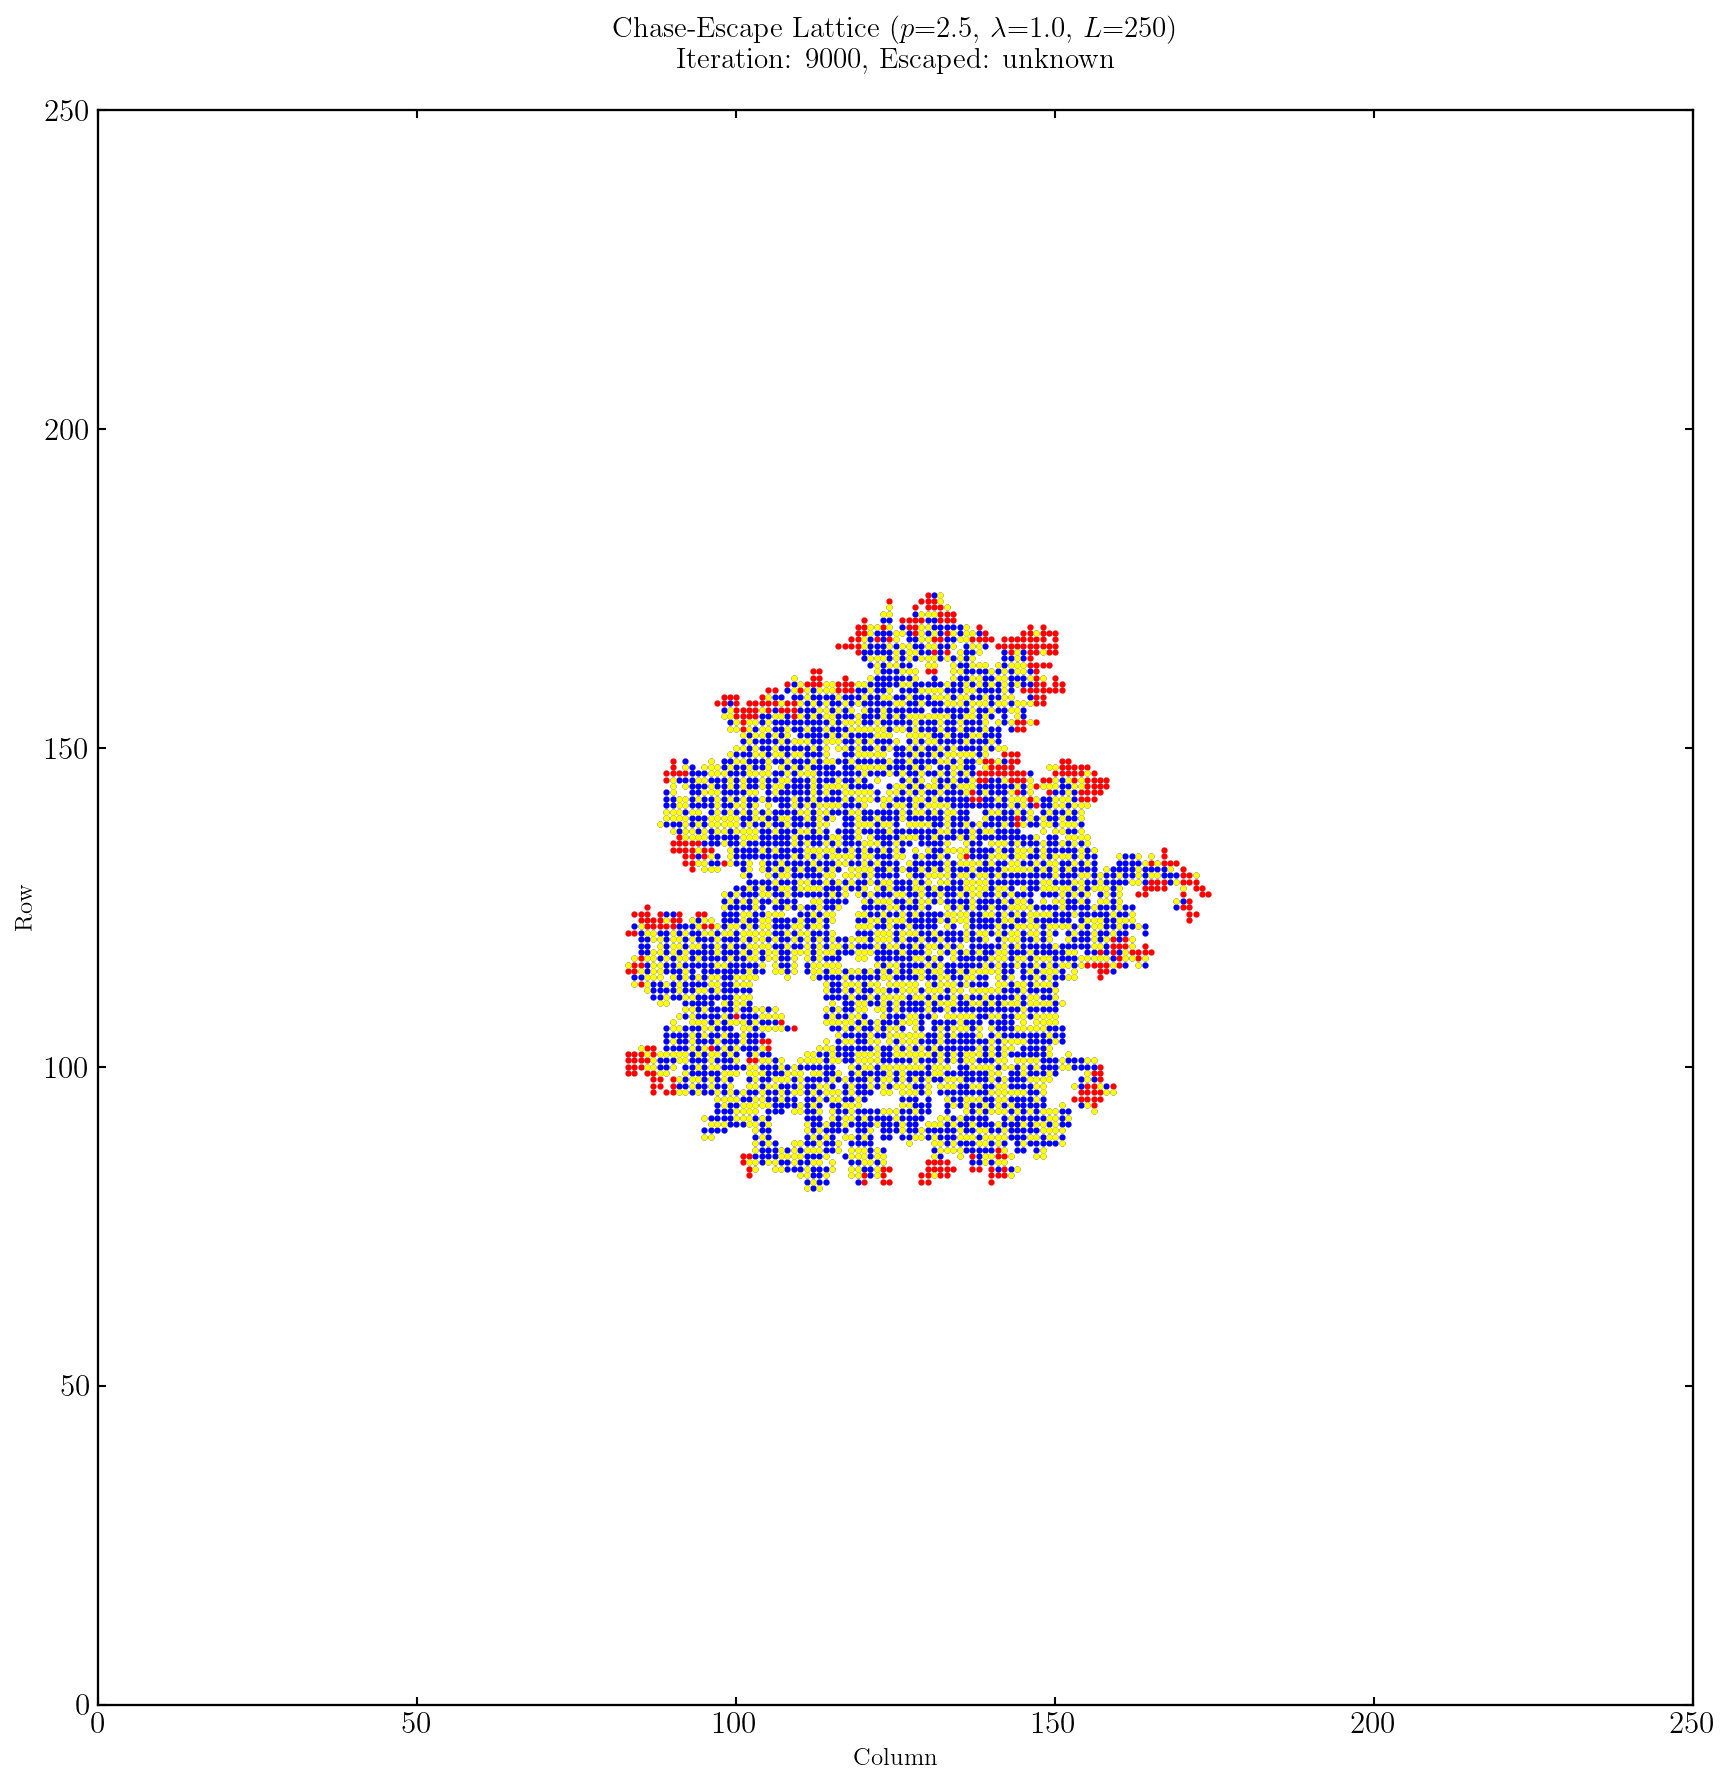 Chase-Escape Lattice (p=2.5, λ=1.0, L=250)
Iteration: 9000, Escaped: unknown
250
200
150
100
50
0
Row
0 50 100 150 200 250
Column